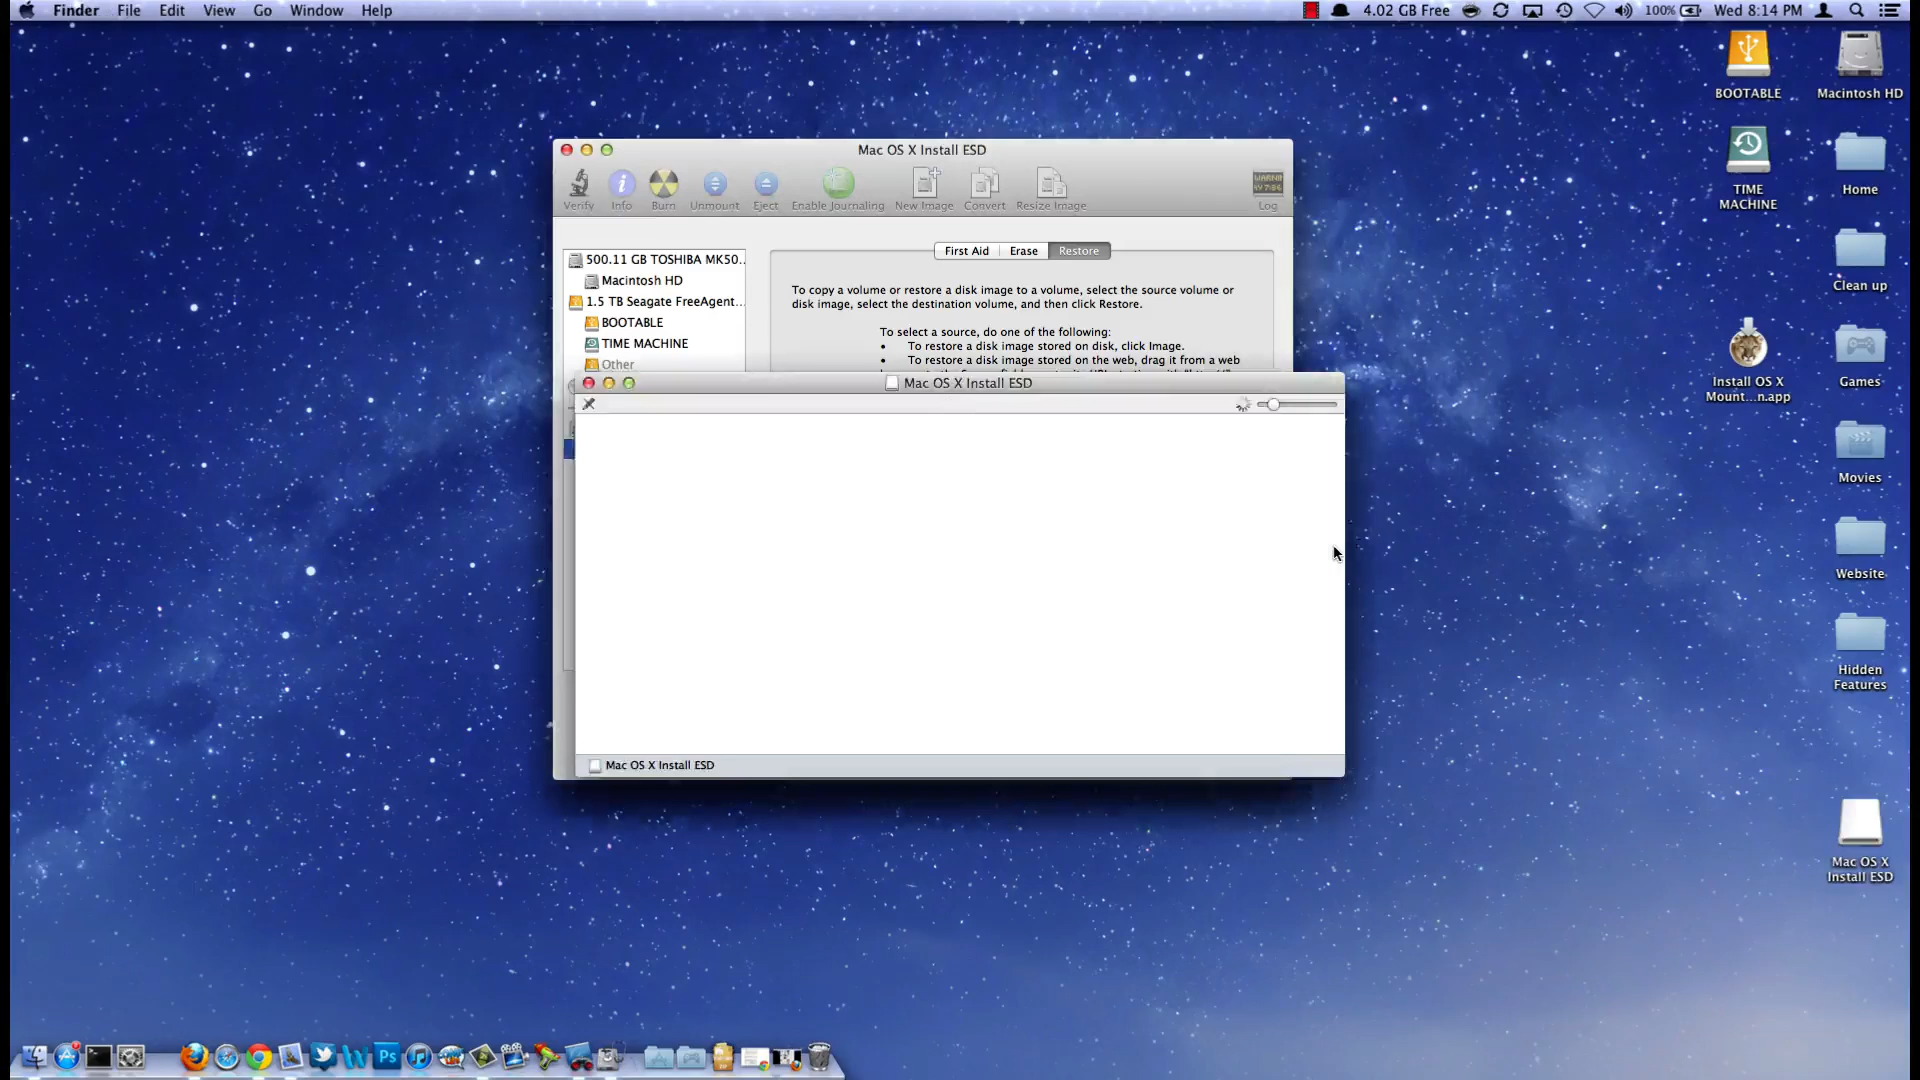 Finder File Edit View Go Window Help 4.02 GB Free 100% Wed 8:14 PM
BOOTABLE
Macintosh HD
TIME
MACHINE
Home
Clean up
Install OS X
Mount...n.app
Games
Movies
Website
Hidden
Features
Mac OS X
Install ESD
Mac OS X Install ESD
Verify Info Burn Unmount Eject Enable Journaling New Image Convert Resize Image Log
First Aid Erase Restore
500.11 GB TOSHIBA MK50...
Macintosh HD
1.5 TB Seagate FreeAgent...
BOOTABLE
TIME MACHINE
Other
To copy a volume or restore a disk image to a volume, select the source volume or
disk image, select the destination volume, and then click Restore.
To select a source, do one of the following:
• To restore a disk image stored on disk, click Image.
• To restore a disk image stored on the web, drag it from a web
Mac OS X Install ESD
Mac OS X Install ESD
Ps